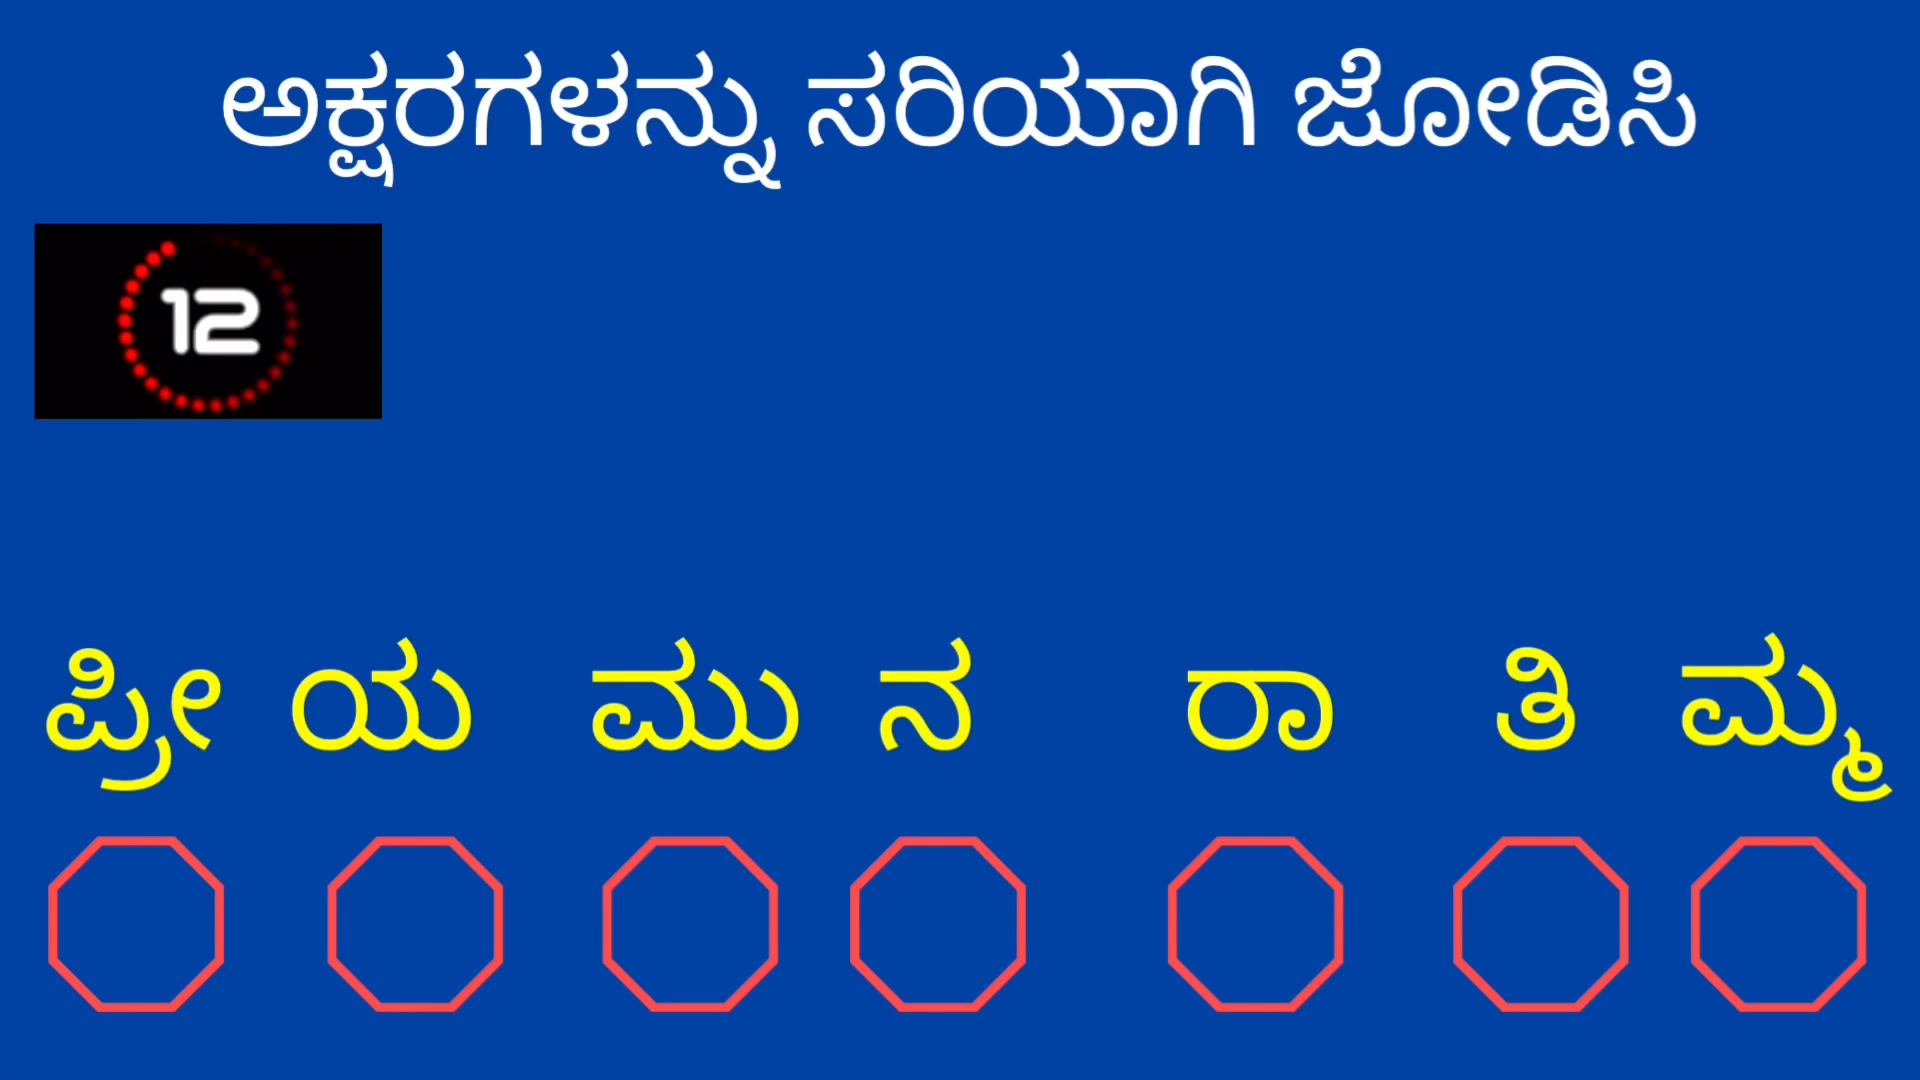 ಅಕ್ಷರಗಳನ್ನು ಸರಿಯಾಗಿ ಜೋಡಿಸಿ
12
ಪ್ರೀ ಯ ಮು ನ ರಾ ತಿ ಮ್ಮ